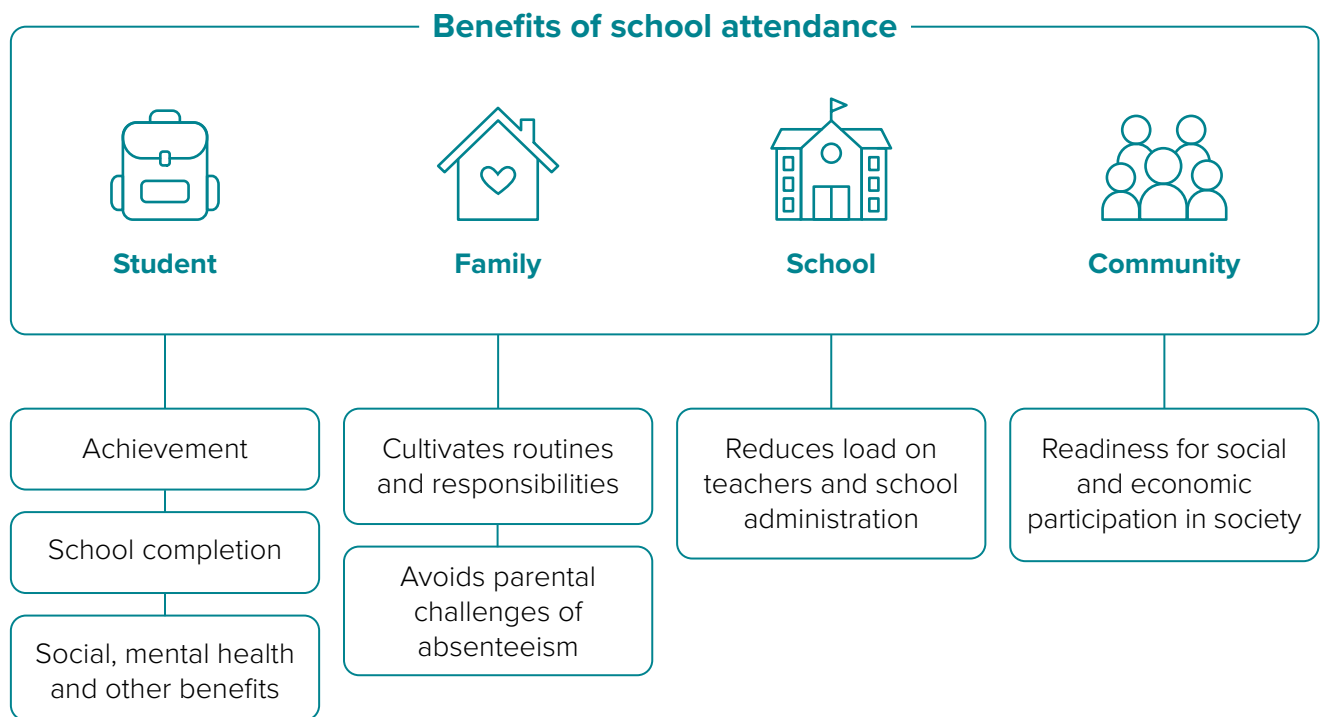 Benefits of school attendance
Student
Family
School
Community
Achievement
School completion
Social, mental health
and other benefits
Cultivates routines
and responsibilities
Avoids parental
challenges of
absenteeism
Reduces load on
teachers and school
administration
Readiness for social
and economic
participation in society